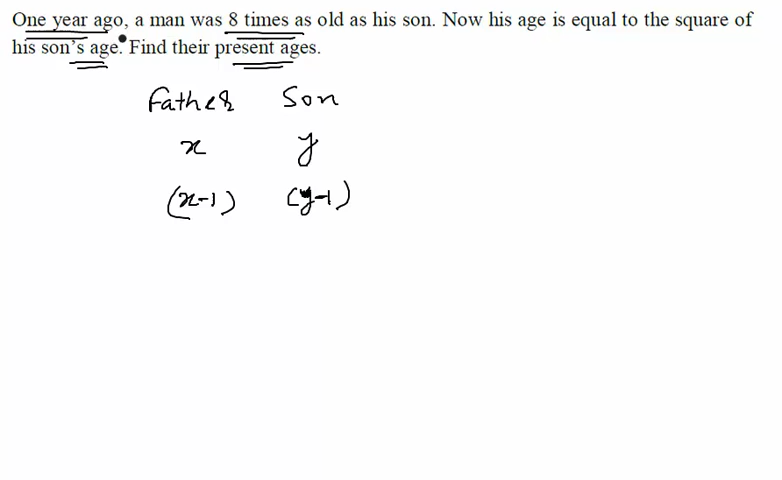 One year ago, a man was 8 times as old as his son. Now his age is equal to the square of
his son's age. Find their present ages.
Father Son
x y
(x-1) (y-1)